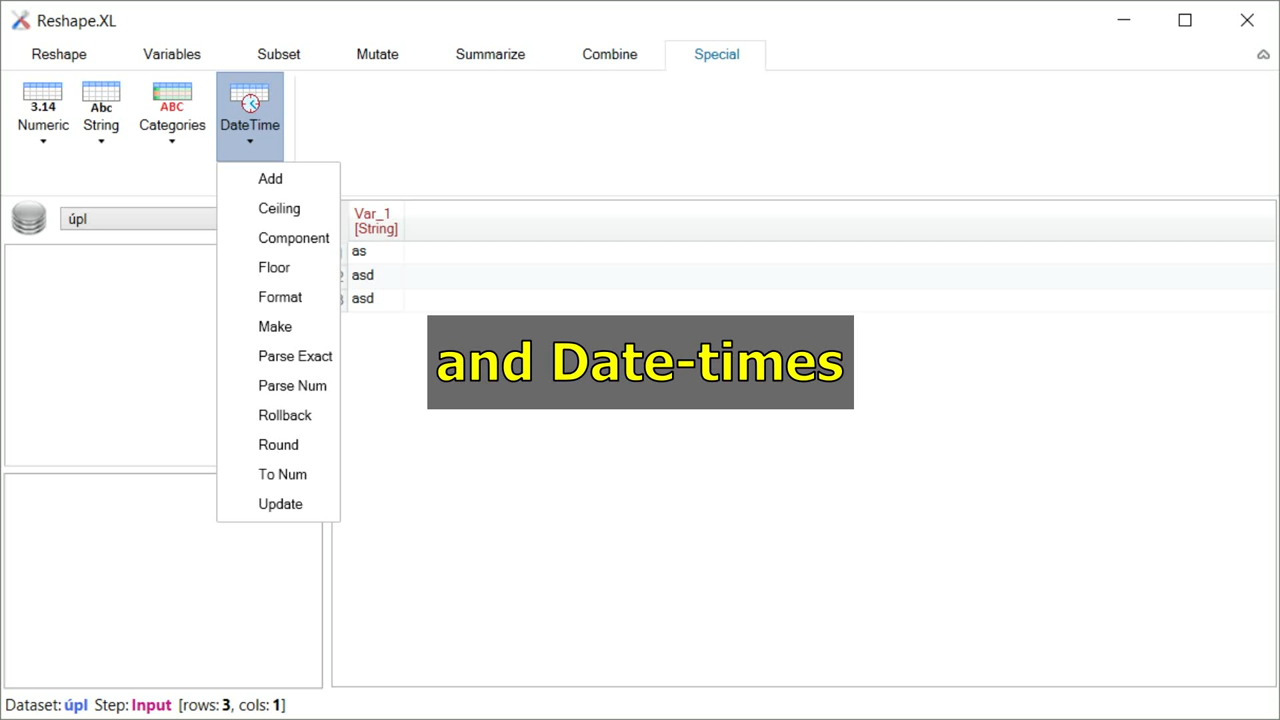 Reshape.XL
Reshape Variables Subset Mutate Summarize Combine Special
3.14 Abc ABC
Numeric String Categories DateTime
Add
Ceiling
Component
Floor
Format
Make
Parse Exact
Parse Num
Rollback
Round
To Num
Update
úpl
Var_1
[String]
as
2 asd
3 asd
and Date-times
Dataset: úpl Step: Input [rows: 3, cols: 1]